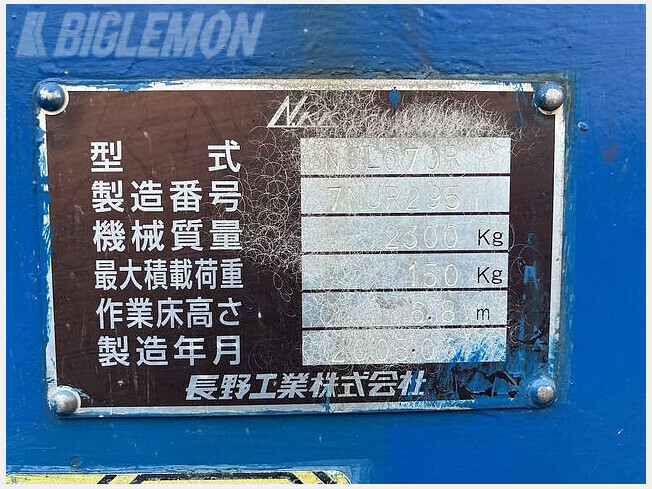 BIGLEMON
型式
製造番号 7NUR295
機械質量 2300 Kg
最大積載荷重 150 Kg
作業床高さ 6.8 m
製造年月
長野工業株式会社